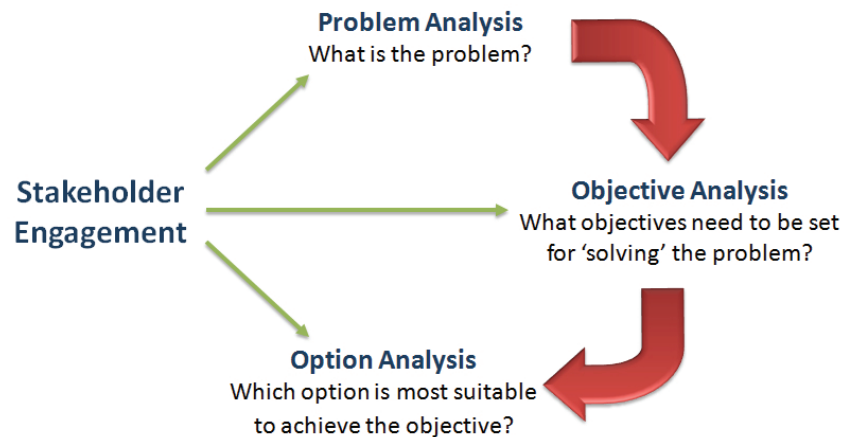 Problem Analysis
What is the problem?
Stakeholder
Engagement
Objective Analysis
What objectives need to be set
for ‘solving’ the problem?
Option Analysis
Which option is most suitable
to achieve the objective?